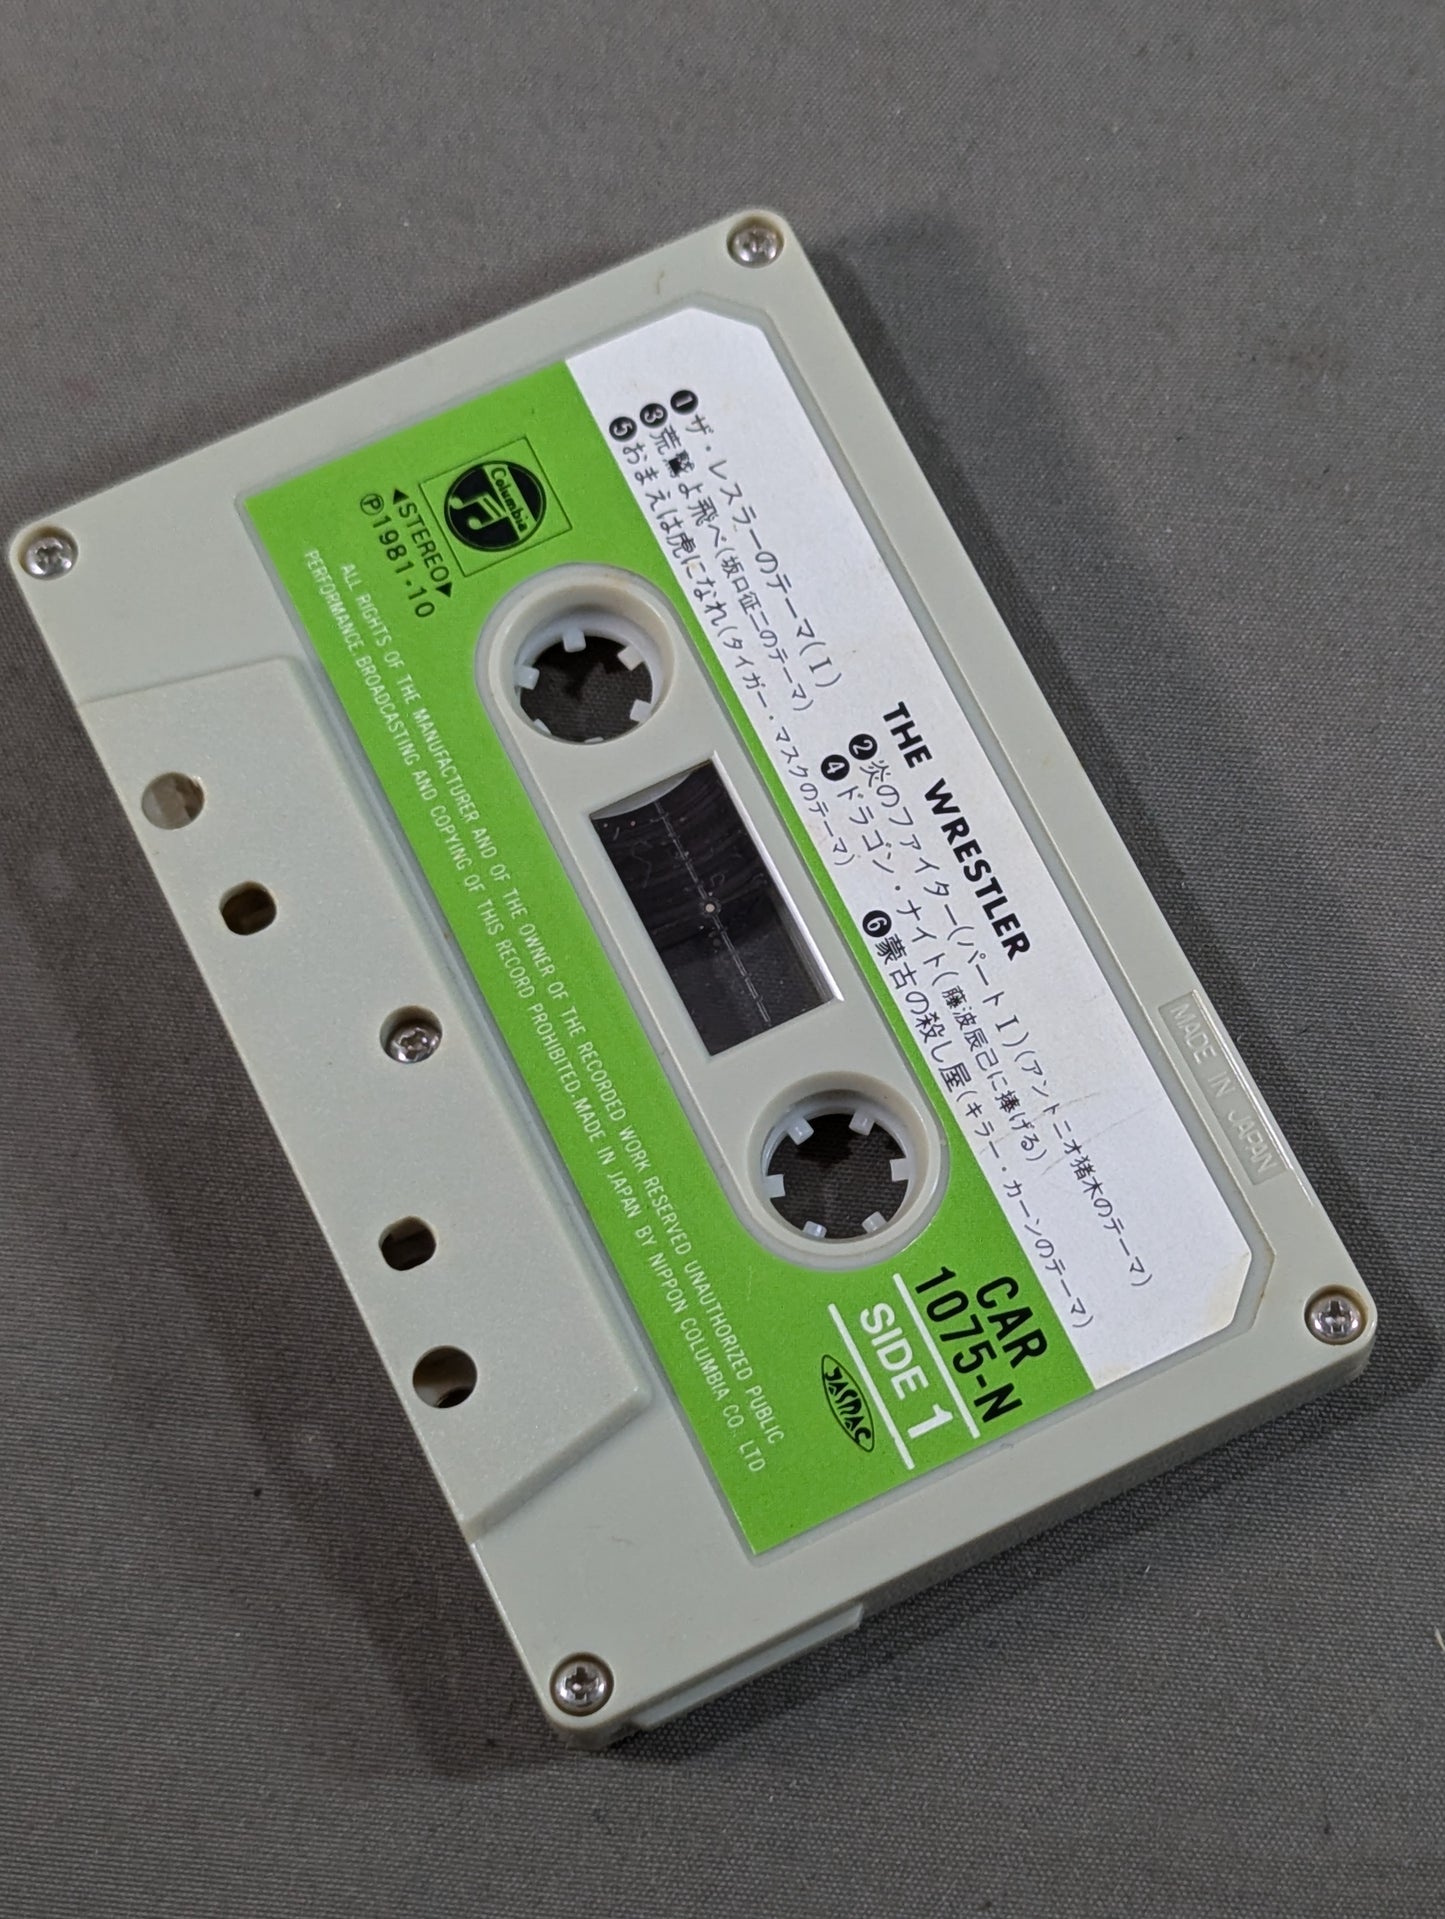 THE WRESTLER
❶ザ・レスラーのテーマ(Ⅰ)
❷炎のファイター(パートⅠ)(アントニオ猪木のテーマ)
❸荒鷲よ飛べ(坂口征二のテーマ)
❹ドラゴン・ナイト(藤波辰己に捧げる)
❺おまえは虎になれ(タイガー・マスクのテーマ)
❻蒙古の殺し屋(キラー・カーンのテーマ)
Columbia
◀STEREO▶
Ⓟ1981・10
CAR
1075-N
SIDE 1
JASRAC
ALL RIGHTS OF THE MANUFACTURER AND OF THE OWNER OF THE RECORDED WORK RESERVED UNAUTHORIZED PUBLIC
PERFORMANCE.BROADCASTING AND COPYING OF THIS RECORD PROHIBITED.MADE IN JAPAN BY NIPPON COLUMBIA CO., LTD
MADE IN JAPAN